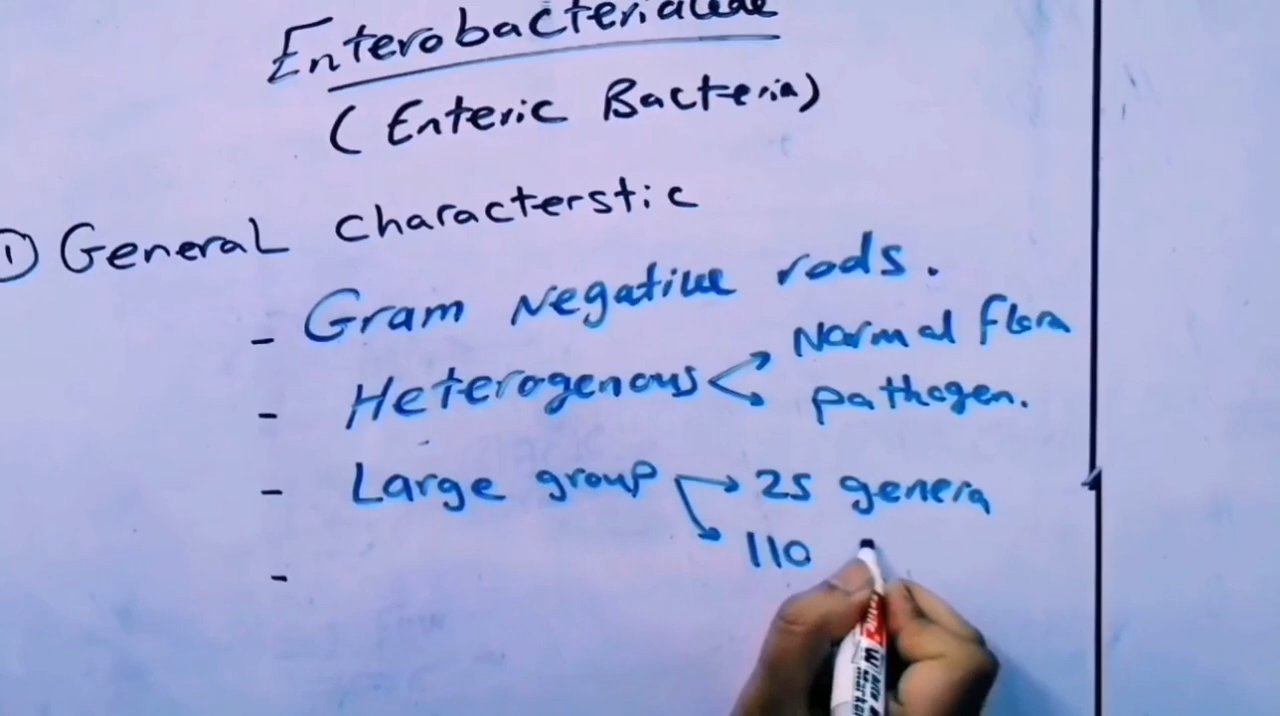 Enterobacteriaceae
(Enteric Bacteria)
① General characterstic
- Gram Negative rods.
- Heterogenous Normal flora
pathogen.
- Large group → 25 genera
110
-